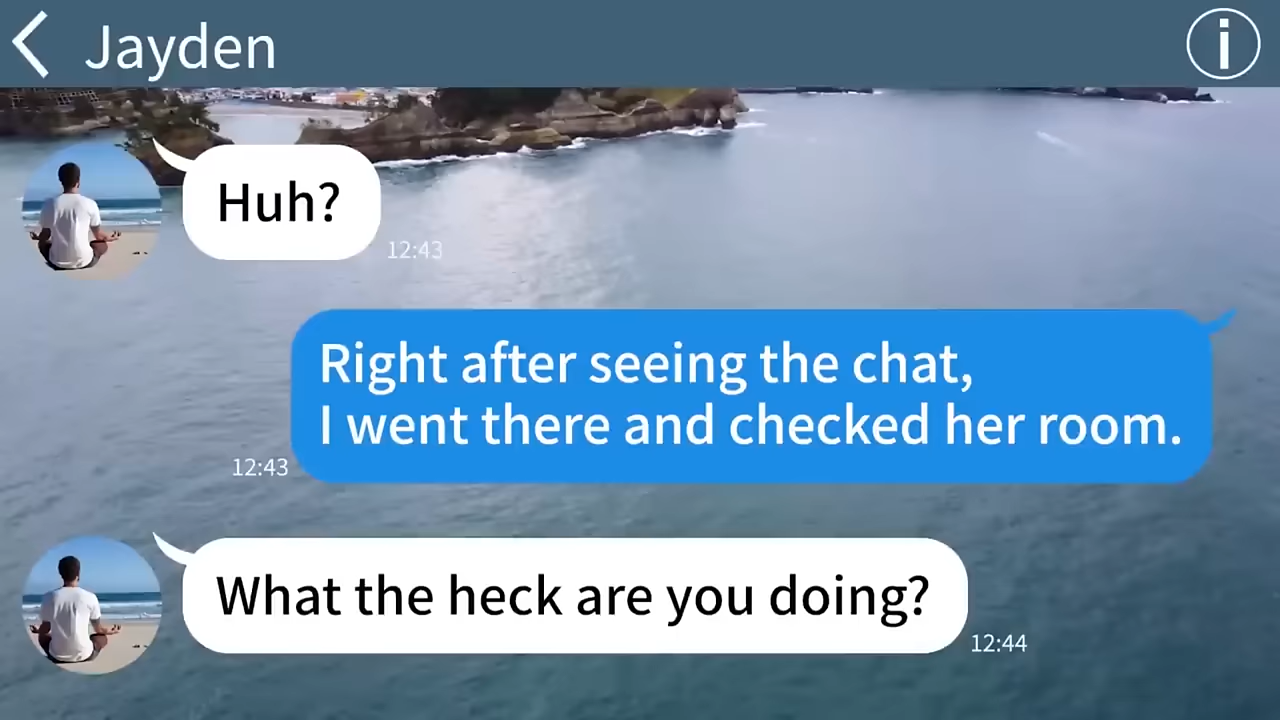 Jayden
Huh?
12:43
Right after seeing the chat,
I went there and checked her room.
12:43
What the heck are you doing?
12:44